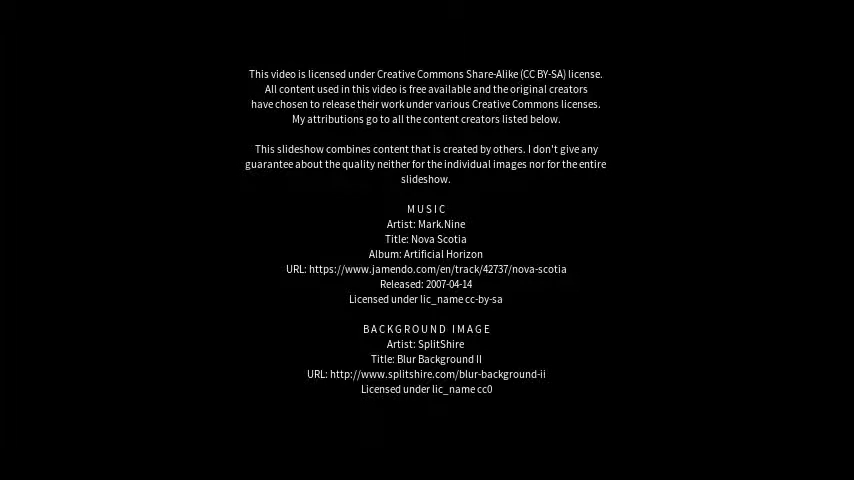 This video is licensed under Creative Commons Share-Alike (CC BY-SA) license.
All content used in this video is free available and the original creators
have chosen to release their work under various Creative Commons licenses.
My attributions go to all the content creators listed below.
This slideshow combines content that is created by others. I don't give any
guarantee about the quality neither for the individual images nor for the entire
slideshow.
MUSIC
Artist: Mark.Nine
Title: Nova Scotia
Album: Artificial Horizon
URL: https://www.jamendo.com/en/track/42737/nova-scotia
Released: 2007-04-14
Licensed under lic_name cc-by-sa
BACKGROUND IMAGE
Artist: SplitShire
Title: Blur Background II
URL: http://www.splitshire.com/blur-background-ii
Licensed under lic_name cc0